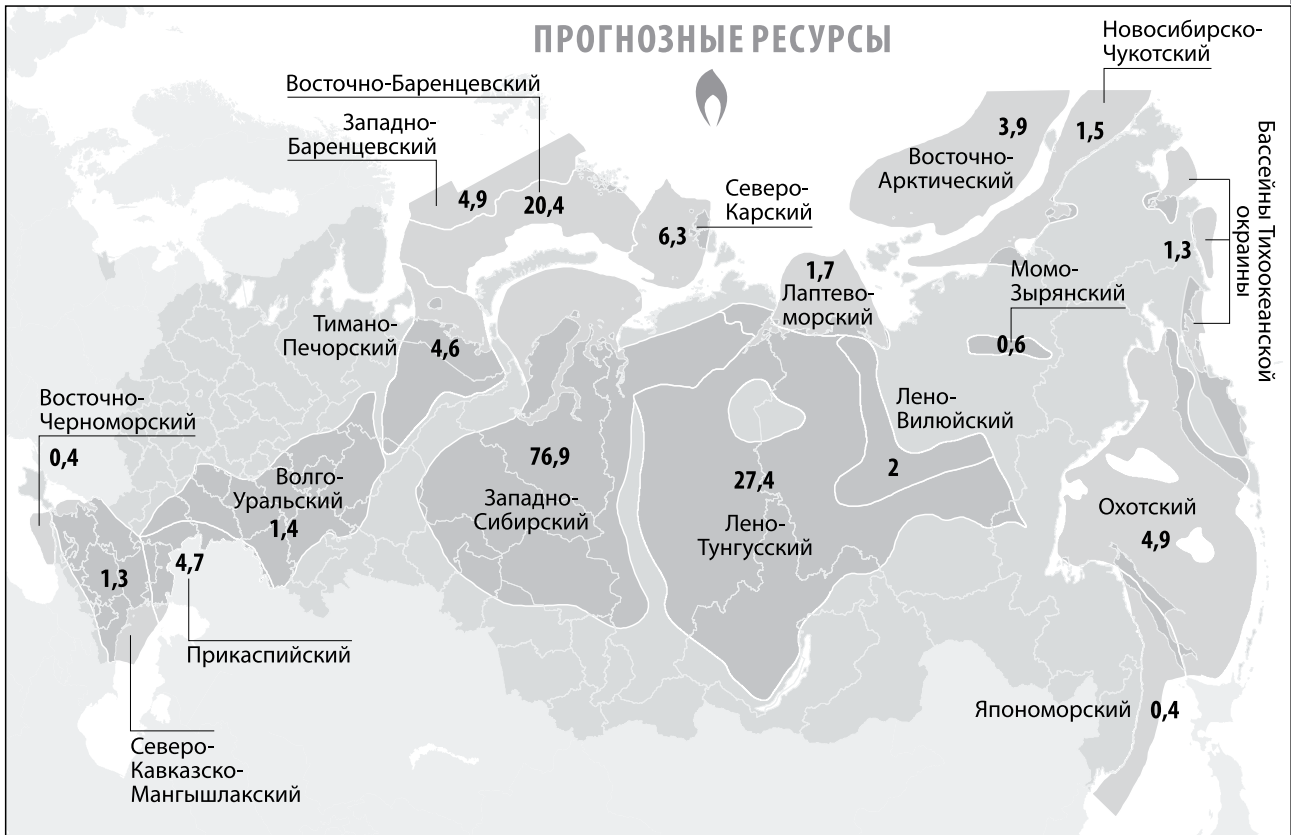 ПРОГНОЗНЫЕ РЕСУРСЫ
Новосибирско-
Чукотский
1,5
Восточно-Баренцевский
20,4
Западно-
Баренцевский
4,9
3,9
Восточно-
Арктический
Северо-
Карский
6,3
Бассейны Тихоокеанской
окраины
1,3
1,7
Лаптево-
морский
Момо-
Зырянский
0,6
Тимано-
Печорский
4,6
Восточно-
Черноморский
0,4
Лено-
Вилюйский
2
Волго-
Уральский
1,4
76,9
Западно-
Сибирский
27,4
Лено-
Тунгусский
Охотский
4,9
1,3
4,7
Прикаспийский
Япономорский
0,4
Северо-
Кавказско-
Мангышлакский